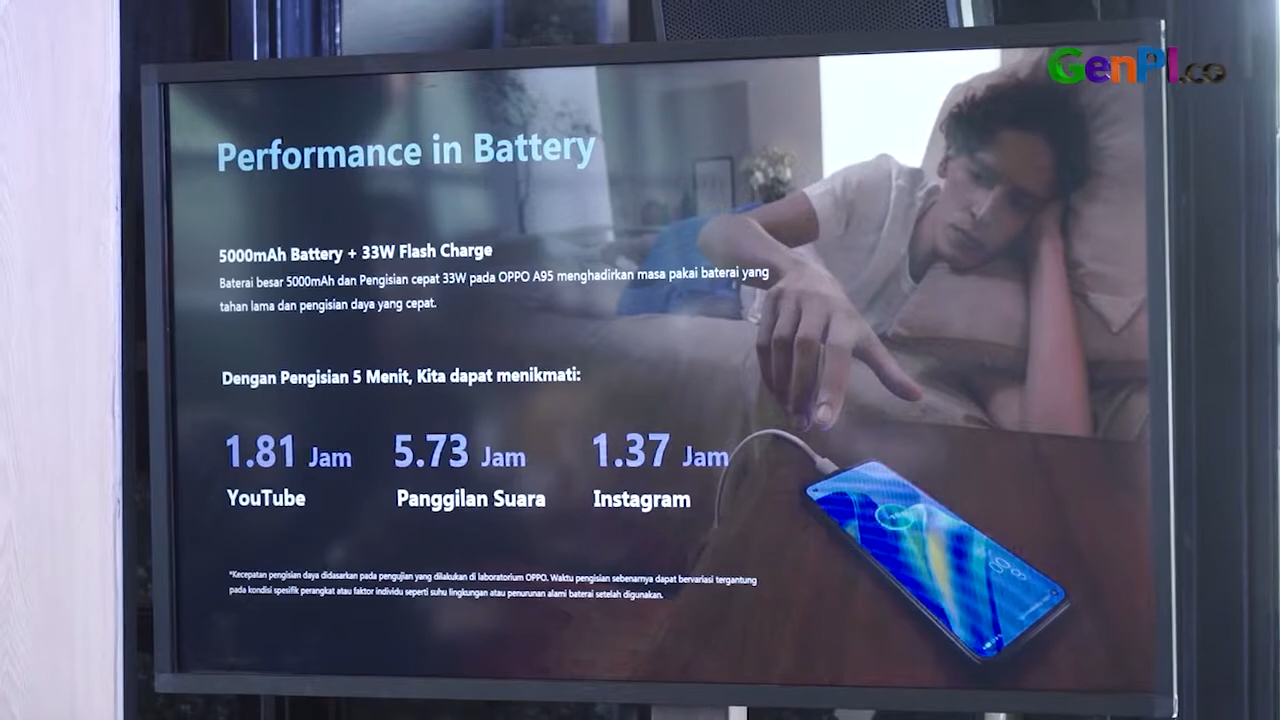 GenPI.co
Performance in Battery
5000mAh Battery + 33W Flash Charge
Baterai besar 5000mAh dan Pengisian cepat 33W pada OPPO A95 menghadirkan masa pakai baterai yang
tahan lama dan pengisian daya yang cepat.
Dengan Pengisian 5 Menit, Kita dapat menikmati:
1.81 Jam 5.73 Jam 1.37 Jam
YouTube Panggilan Suara Instagram
*Kecepatan pengisian daya didasarkan pada pengujian yang dilakukan di laboratorium OPPO. Waktu pengisian sebenarnya dapat bervariasi tergantung
pada kondisi spesifik perangkat atau faktor individu seperti suhu lingkungan atau penurunan alami baterai setelah digunakan.